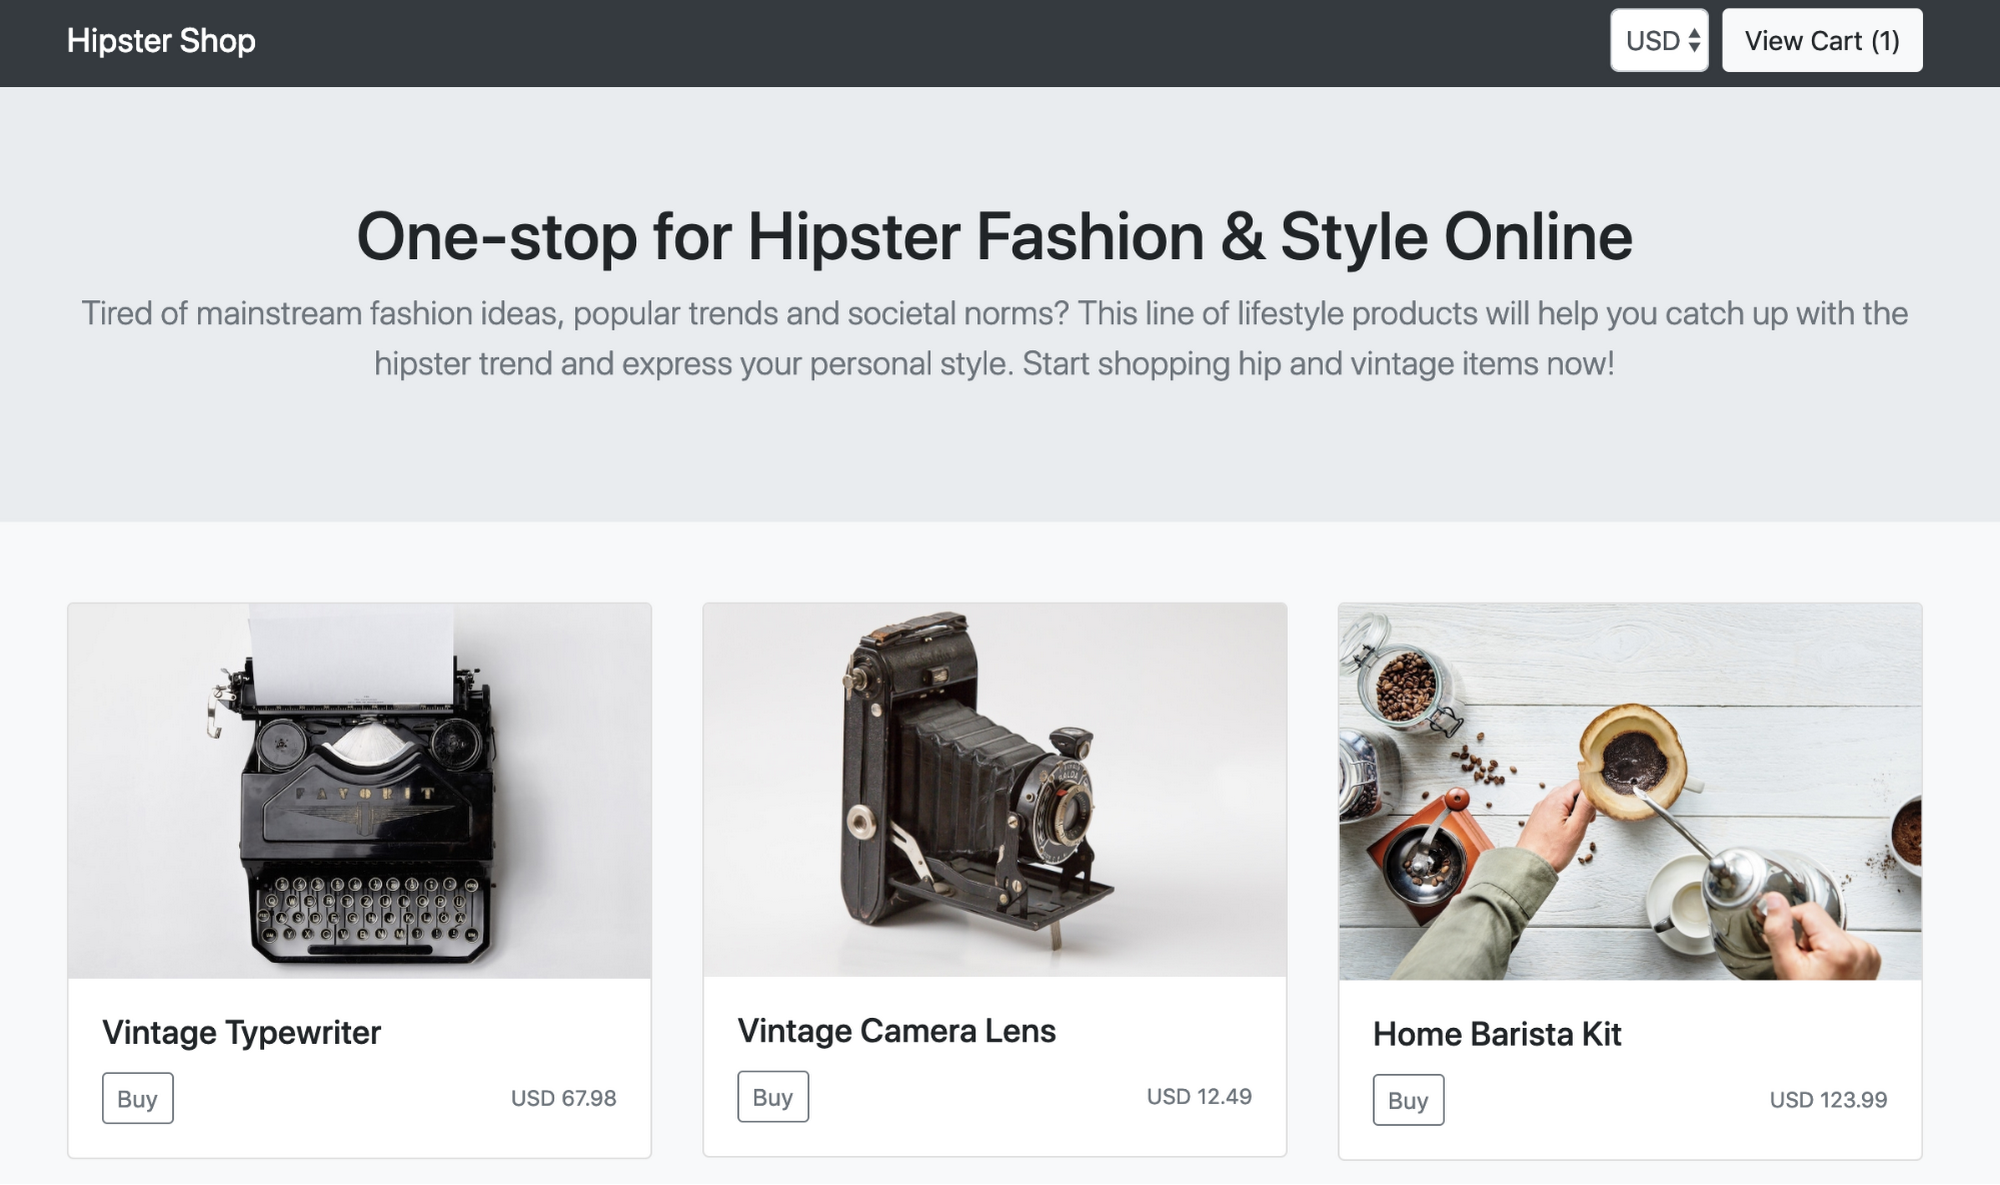 Hipster Shop
USD
View Cart (1)
One-stop for Hipster Fashion & Style Online
Tired of mainstream fashion ideas, popular trends and societal norms? This line of lifestyle products will help you catch up with the
hipster trend and express your personal style. Start shopping hip and vintage items now!
FAVORIT
Vintage Typewriter
Buy
USD 67.98
Vintage Camera Lens
Buy
USD 12.49
Home Barista Kit
Buy
USD 123.99